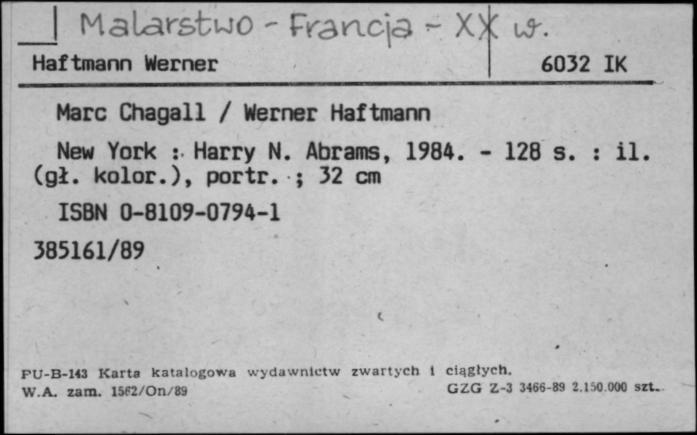 Malarstwo - Francja - XX w.
Haftmann Werner 6032 IK
Marc Chagall / Werner Haftmann
New York : Harry N. Abrams, 1984. - 128 s. : il.
(gł. kolor.), portr. ; 32 cm
ISBN 0-8109-0794-1
385161/89
PU-B-143 Karta katalogowa wydawnictw zwartych i ciągłych.
W.A. zam. 1562/On/89 GZG Z-3 3466-89 2.150.000 szt.